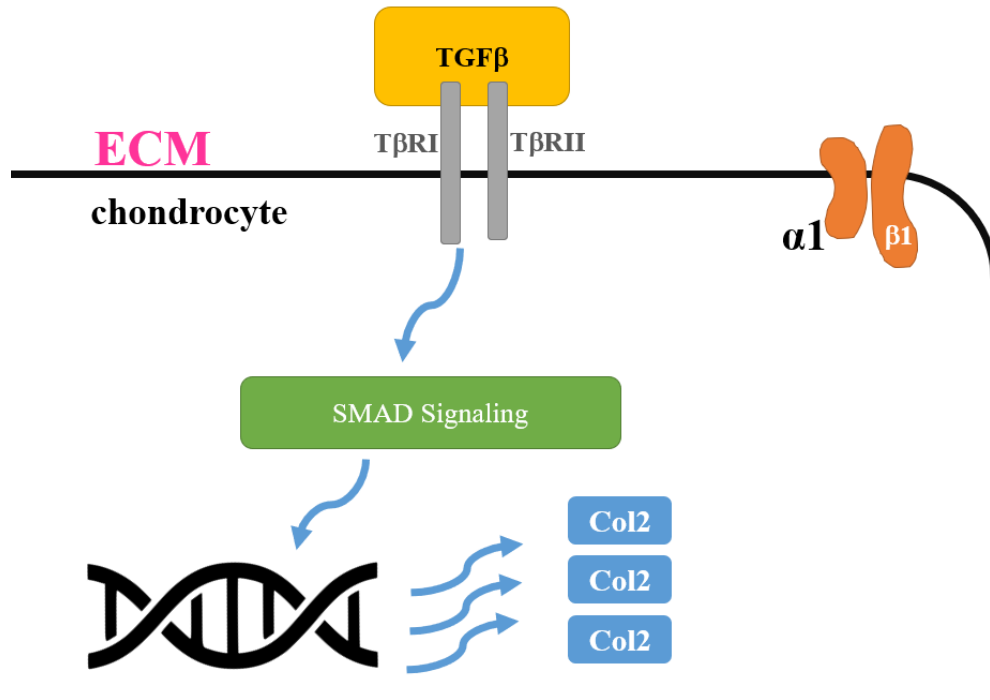 TGFβ
TβRI
TβRII
ECM
chondrocyte
α1
β1
SMAD Signaling
Col2
Col2
Col2